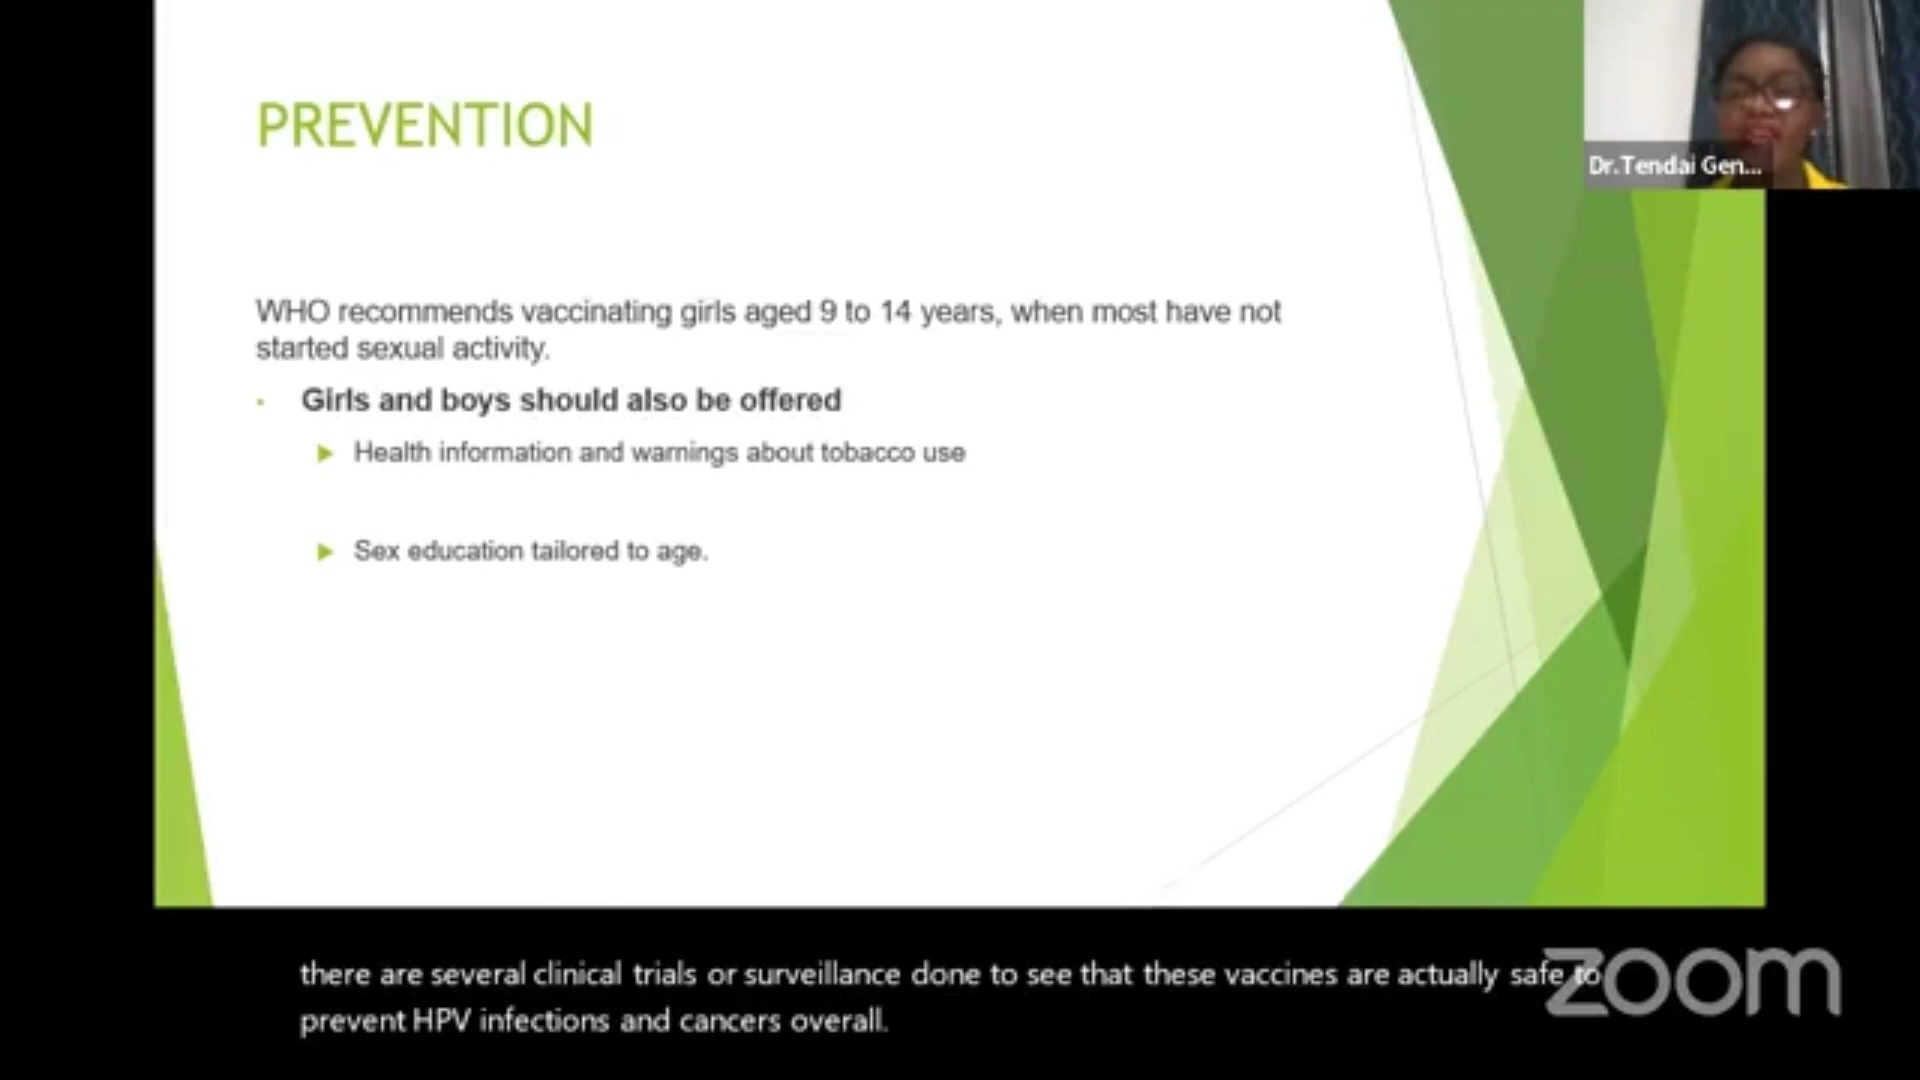 PREVENTION
Dr.Tendai Gen...
WHO recommends vaccinating girls aged 9 to 14 years, when most have not
started sexual activity.
Girls and boys should also be offered
Health information and warnings about tobacco use
Sex education tailored to age.
there are several clinical trials or surveillance done to see that these vaccines are actually safe to
prevent HPV infections and cancers overall.
zoom